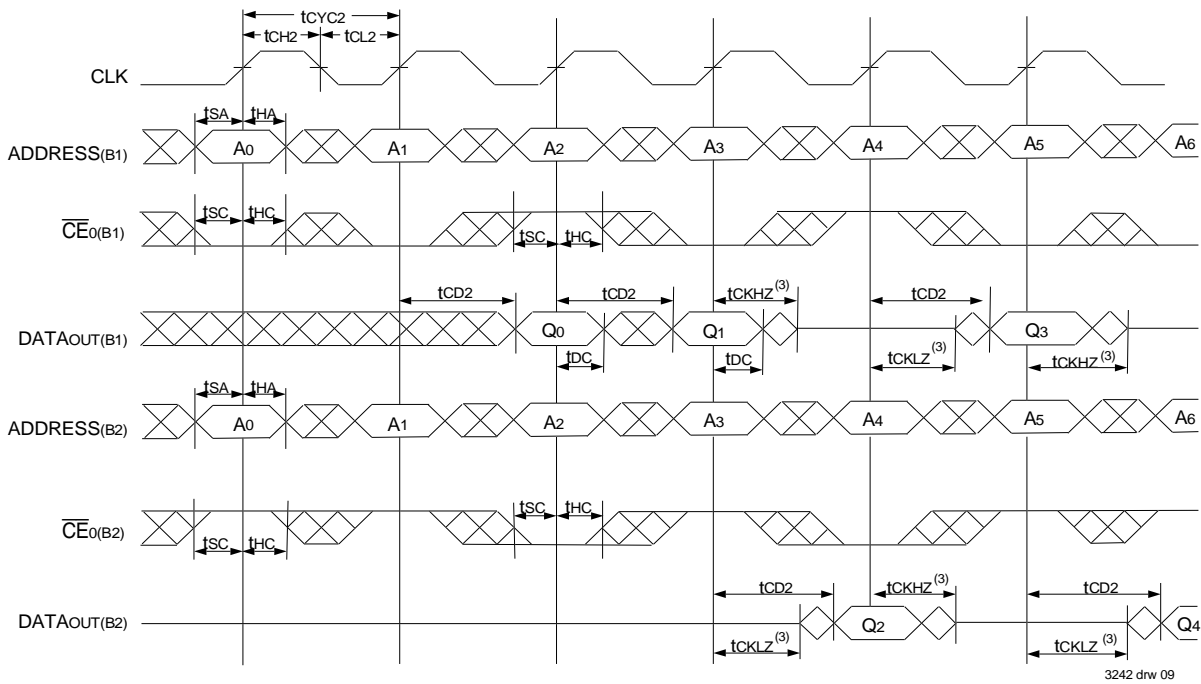 tCYC2
tCH2 tCL2
CLK
tSA tHA
ADDRESS(B1) A0 A1 A2 A3 A4 A5 A6
tSC tHC
CE0(B1)
tSC tHC
tCD2 tCD2 tCKHZ(3) tCD2
DATAOUT(B1) Q0 Q1 Q3
tDC tDC tCKLZ(3) tCKHZ(3)
tSA tHA
ADDRESS(B2) A0 A1 A2 A3 A4 A5 A6
tSC tHC
CE0(B2)
tSC tHC
tCD2 tCKHZ(3) tCD2
DATAOUT(B2) Q2 Q4
tCKLZ(3) tCKLZ(3)
3242 drw 09